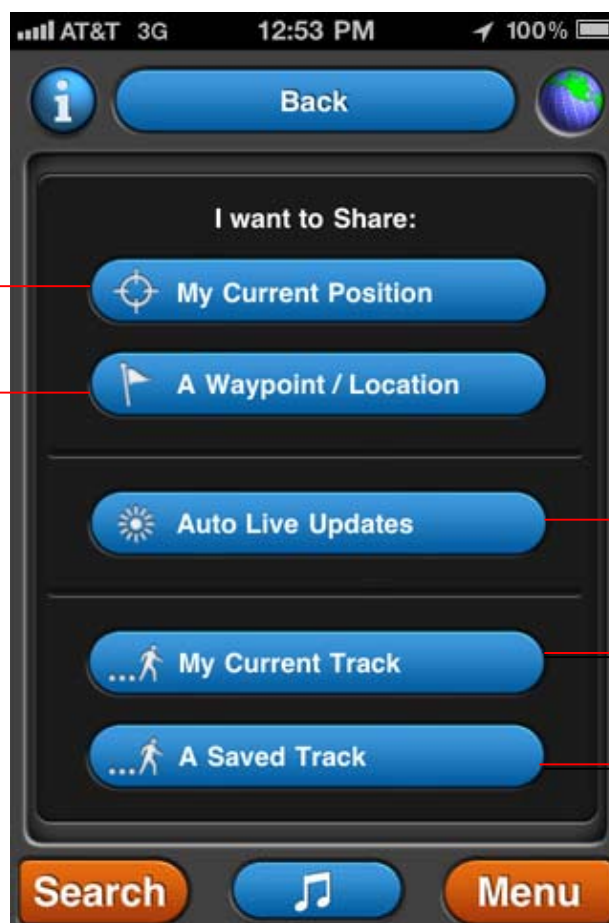 AT&T 3G 12:53 PM 100%
i Back
I want to Share:
My Current Position
A Waypoint / Location
Auto Live Updates
...My Current Track
...A Saved Track
Search Menu